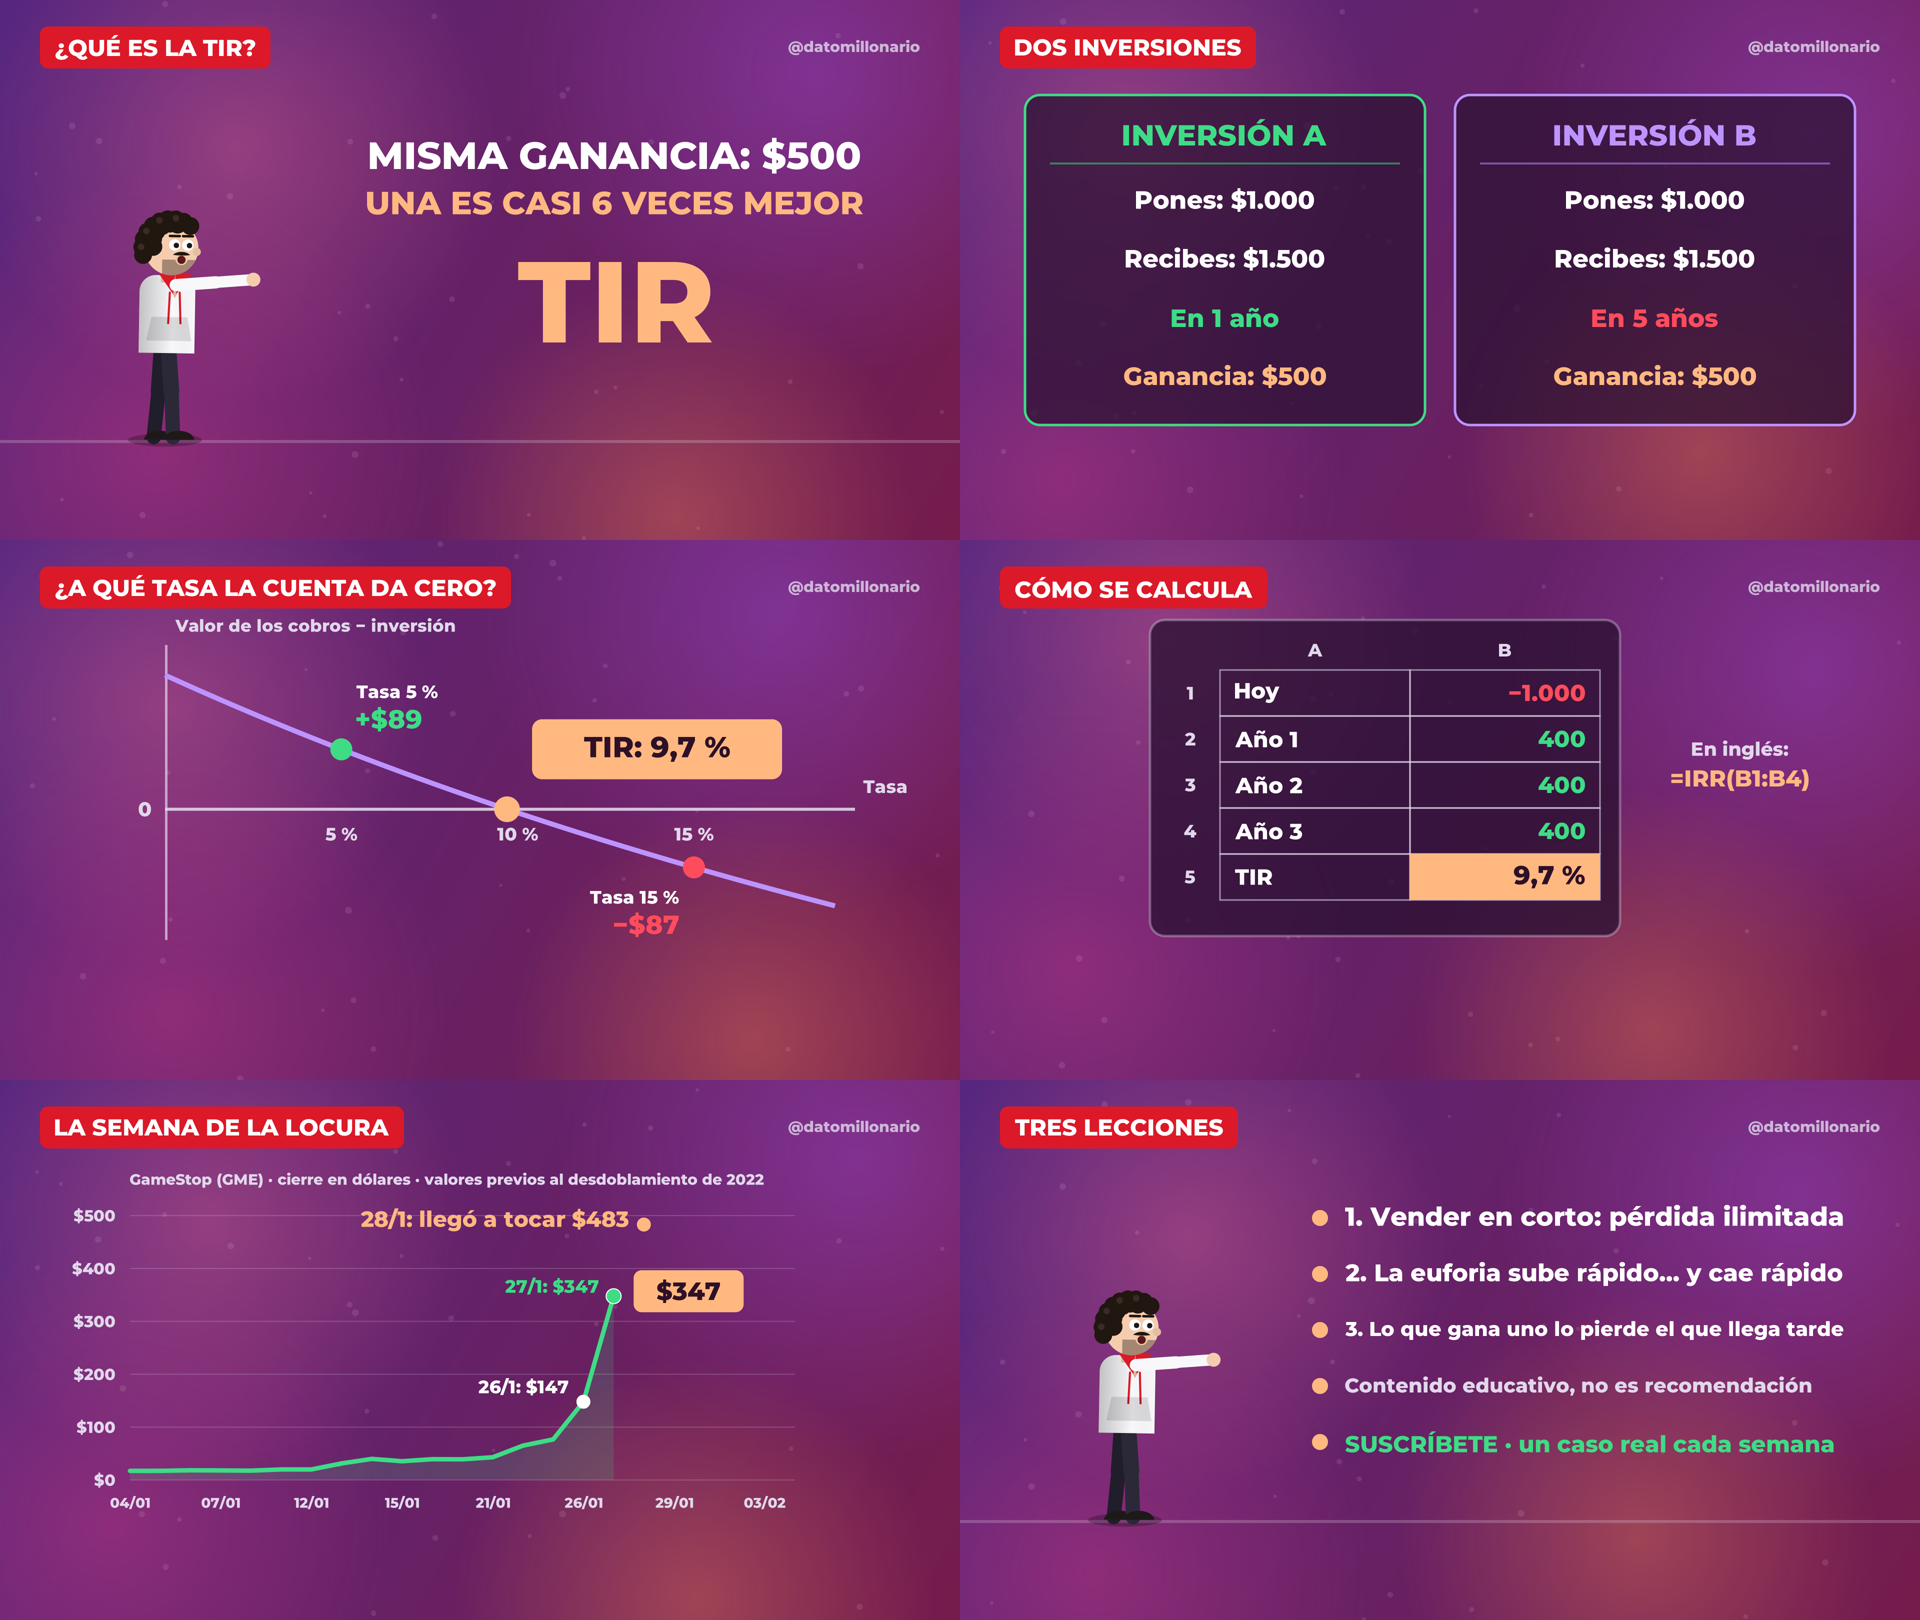 ¿QUÉ ES LA TIR?
@datomillonario
MISMA GANANCIA: $500
UNA ES CASI 6 VECES MEJOR
TIR
DOS INVERSIONES
@datomillonario
INVERSIÓN A
Pones: $1.000
Recibes: $1.500
En 1 año
Ganancia: $500
INVERSIÓN B
Pones: $1.000
Recibes: $1.500
En 5 años
Ganancia: $500
¿A QUÉ TASA LA CUENTA DA CERO?
@datomillonario
Valor de los cobros − inversión
Tasa 5 %
+$89
TIR: 9,7 %
Tasa
0
5 %
10 %
15 %
Tasa 15 %
−$87
CÓMO SE CALCULA
@datomillonario
A B
1 Hoy −1.000
2 Año 1 400
3 Año 2 400
4 Año 3 400
5 TIR 9,7 %
En inglés:
=IRR(B1:B4)
LA SEMANA DE LA LOCURA
@datomillonario
GameStop (GME) · cierre en dólares · valores previos al desdoblamiento de 2022
$500
28/1: llegó a tocar $483
$400
27/1: $347
$347
$300
$200
26/1: $147
$100
$0
04/01 07/01 12/01 15/01 21/01 26/01 29/01 03/02
TRES LECCIONES
@datomillonario
1. Vender en corto: pérdida ilimitada
2. La euforia sube rápido... y cae rápido
3. Lo que gana uno lo pierde el que llega tarde
Contenido educativo, no es recomendación
SUSCRÍBETE · un caso real cada semana